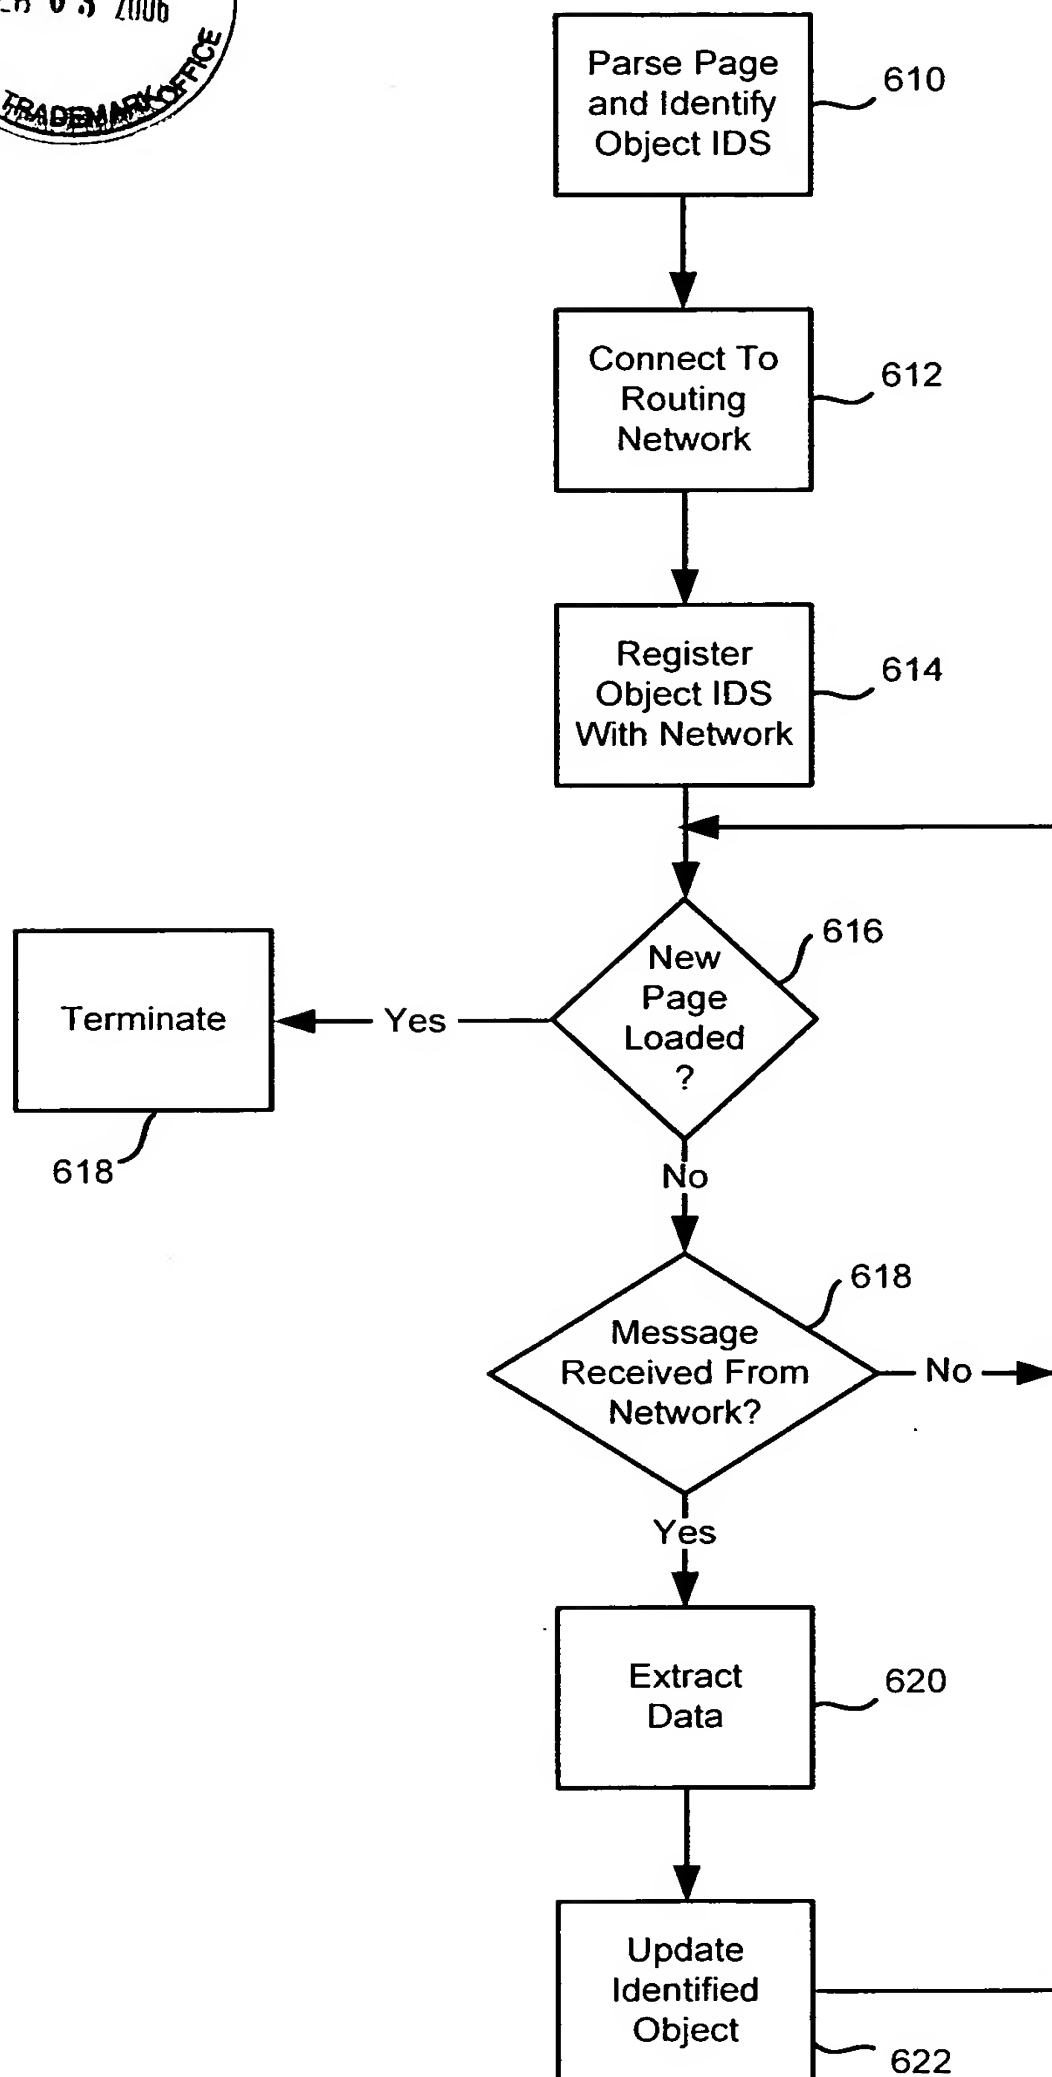 2006
TRADEMARK OFFICE
Parse Page
and Identify
Object IDS
610
Connect To
Routing
Network
612
Register
Object IDS
With Network
614
New
Page
Loaded
?
616
Yes
Terminate
618
No
Message
Received From
Network?
618
No
Yes
Extract
Data
620
Update
Identified
Object
622